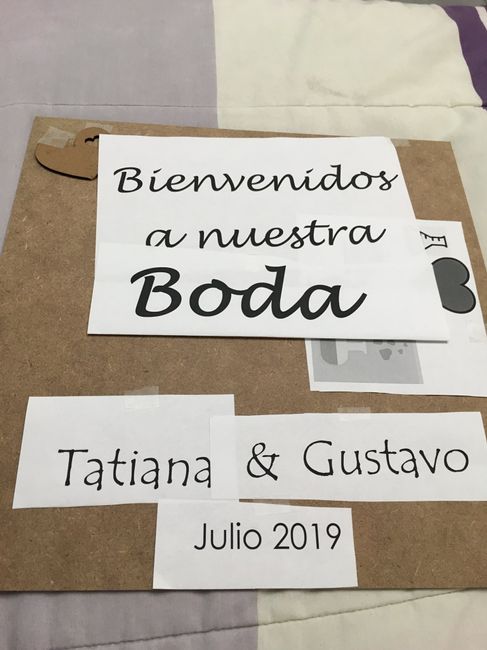 Bienvenidos
a nuestra
Boda
Tatiana & Gustavo
Julio 2019